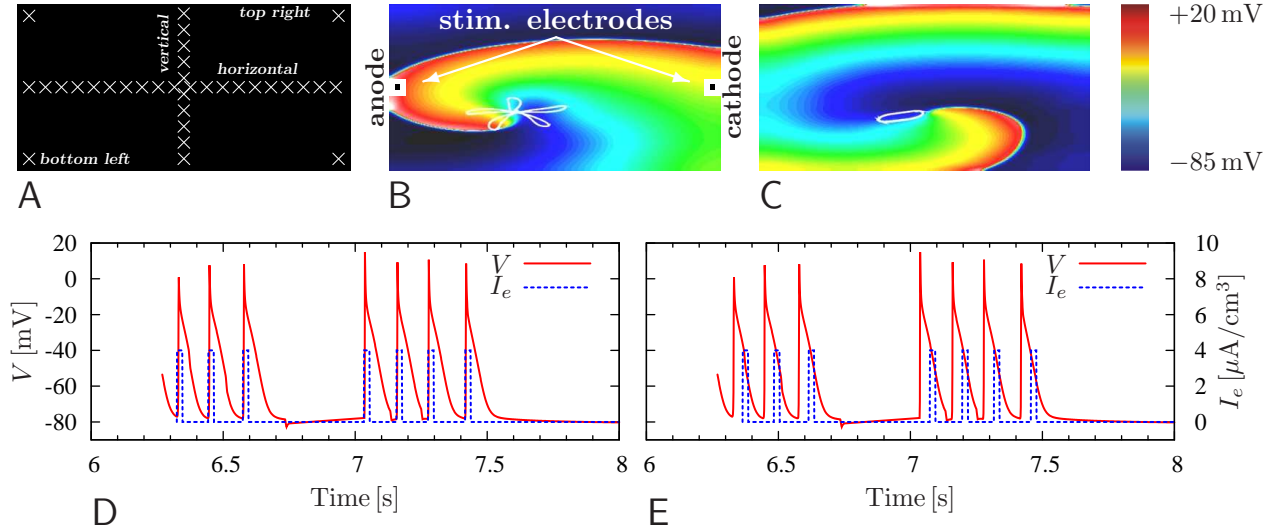 top right
vertical
horizontal
bottom left
A
stim. electrodes
anode
cathode
B
C
+20 mV
−85 mV
20
0
-20
-40
-60
-80
V [mV]
V
I_e
6
6.5
7
7.5
8
Time [s]
D
V
I_e
10
8
6
4
2
0
I_e [μA/cm³]
6
6.5
7
7.5
8
Time [s]
E